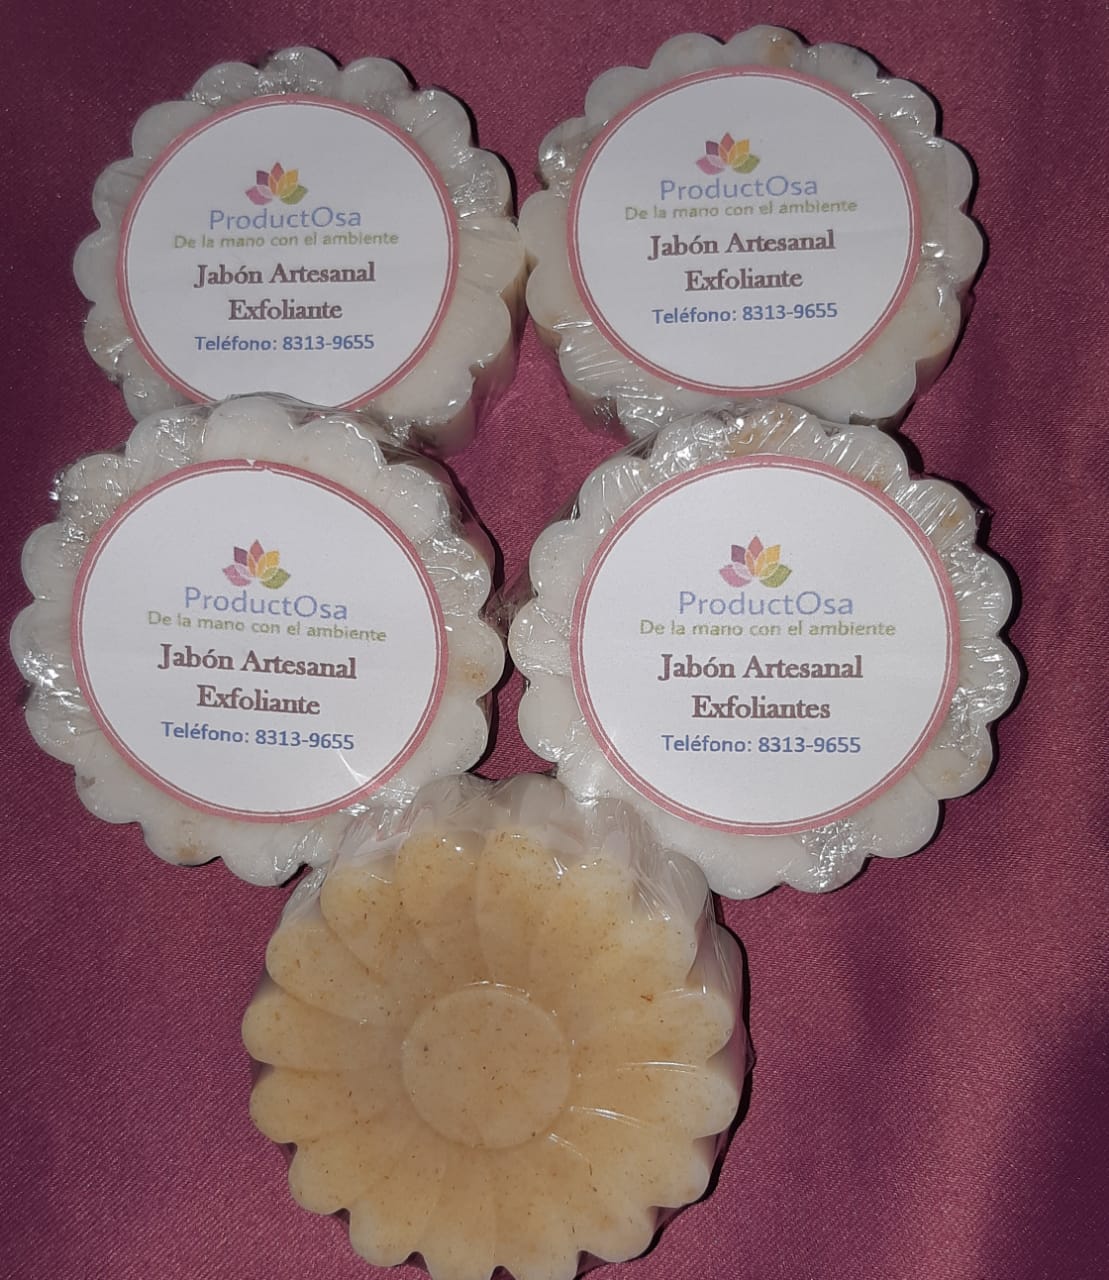 ProductOsa
De la mano con el ambiente
Jabón Artesanal
Exfoliante
Teléfono: 8313-9655
ProductOsa
De la mano con el ambiente
Jabón Artesanal
Exfoliante
Teléfono: 8313-9655
ProductOsa
De la mano con el ambiente
Jabón Artesanal
Exfoliante
Teléfono: 8313-9655
ProductOsa
De la mano con el ambiente
Jabón Artesanal
Exfoliantes
Teléfono: 8313-9655